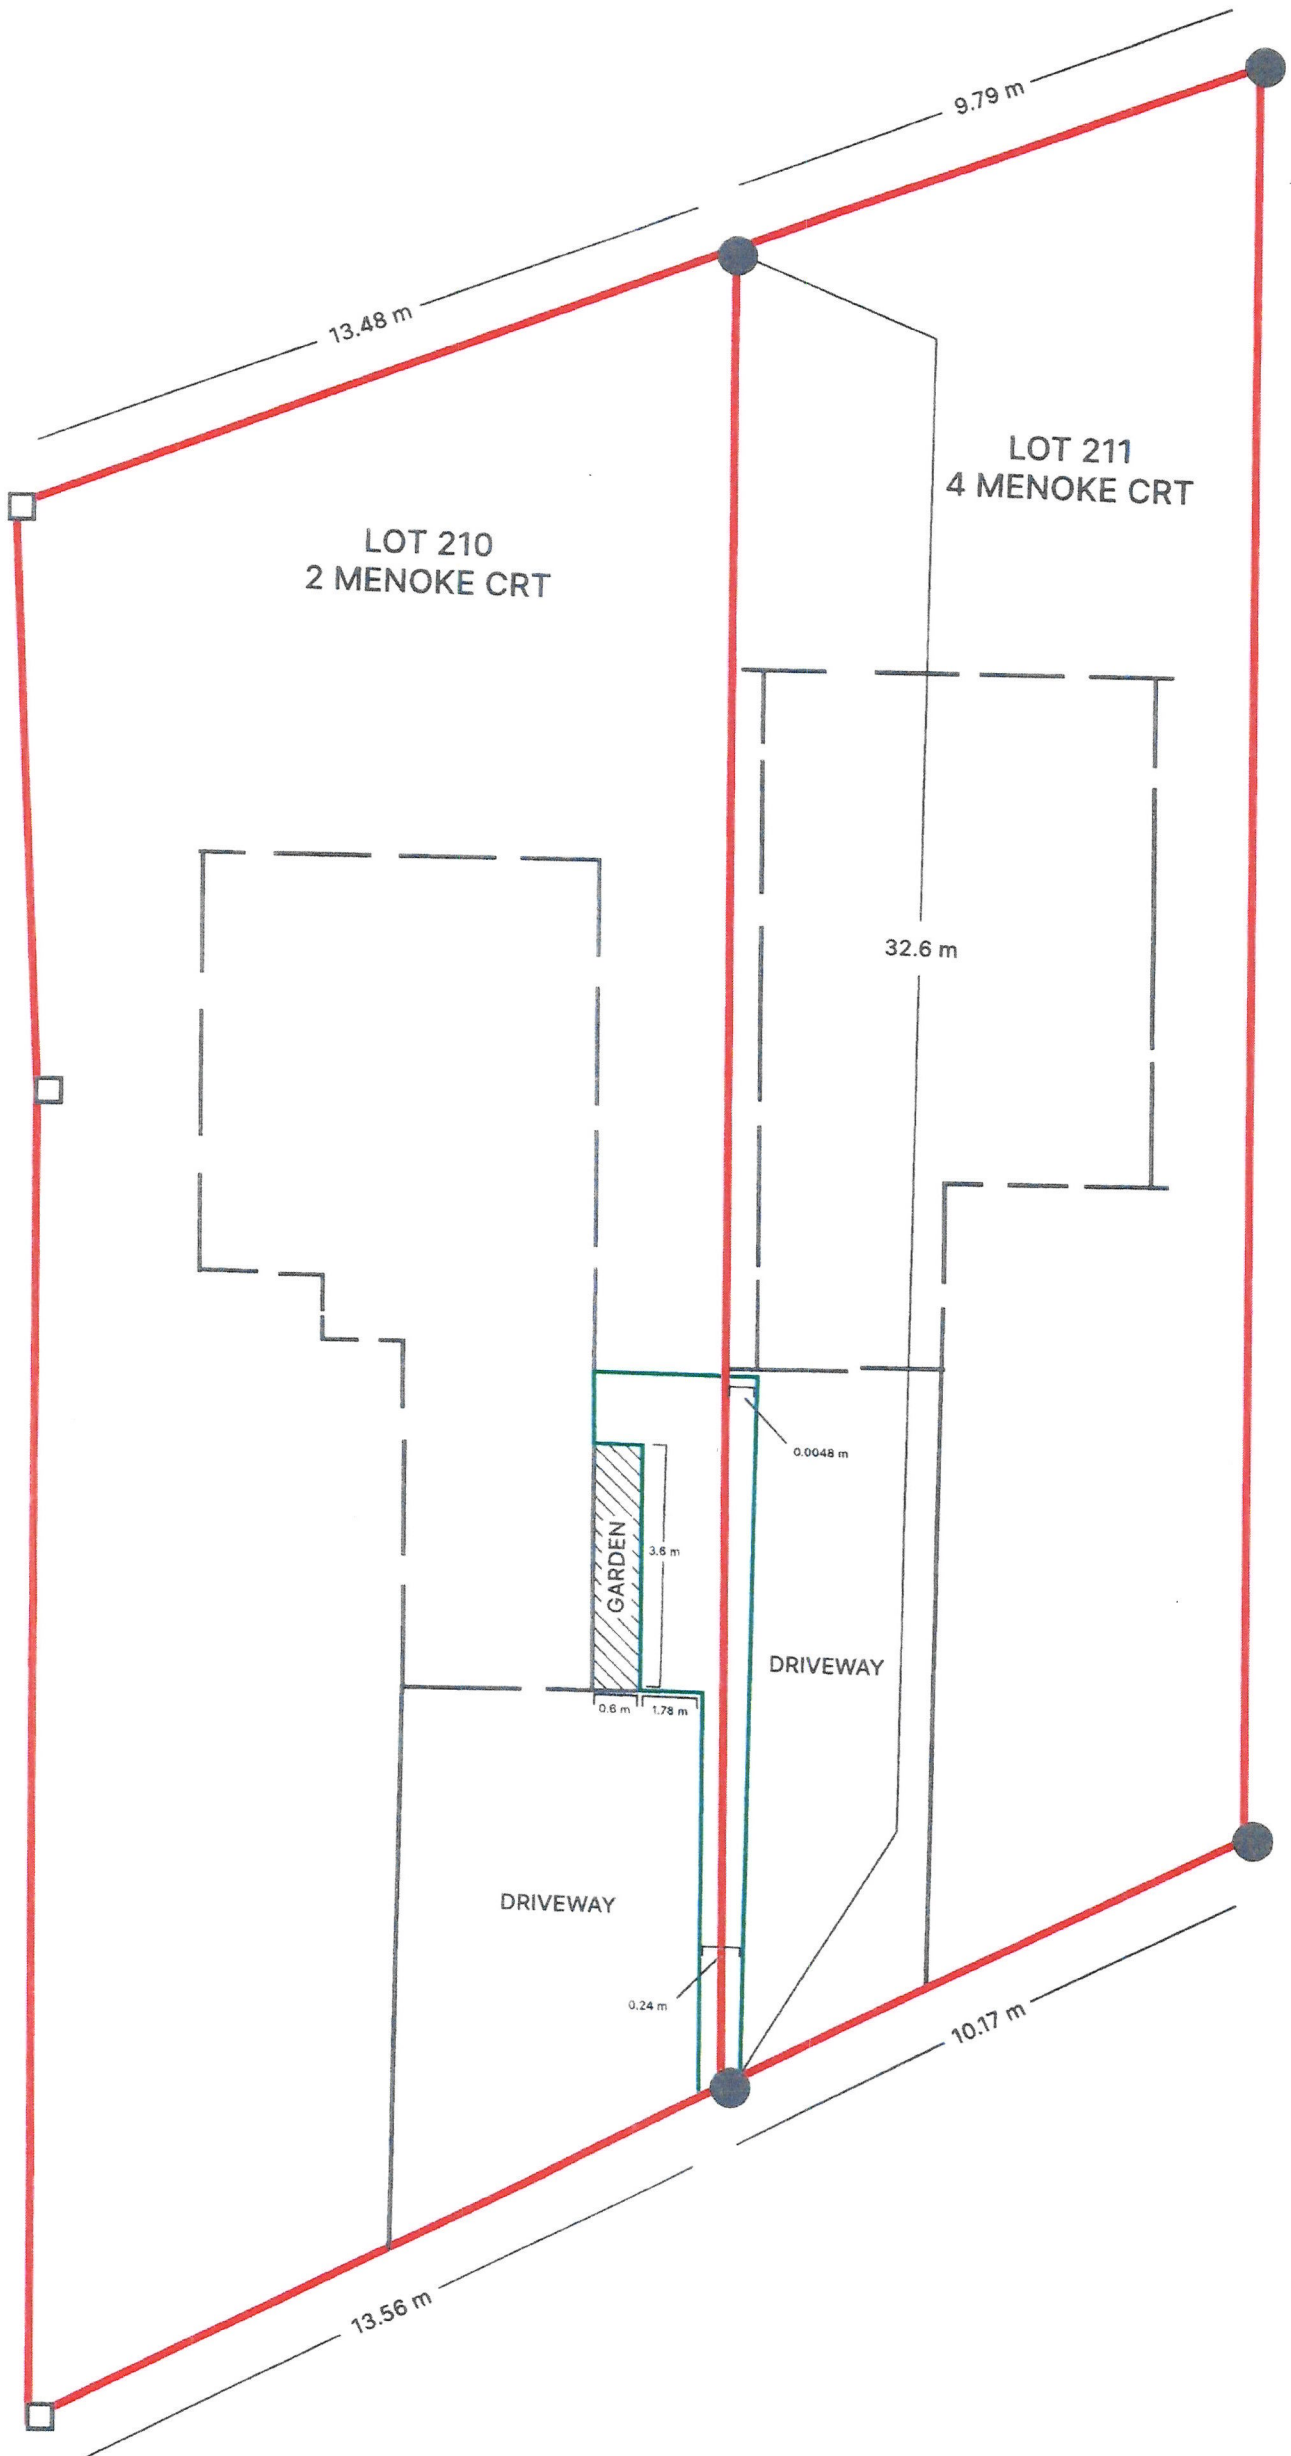 9.79 m
13.48 m
LOT 211
4 MENOKE CRT
LOT 210
2 MENOKE CRT
32.6 m
0.0048 m
GARDEN
3.6 m
DRIVEWAY
0.6 m
1.78 m
DRIVEWAY
0.24 m
10.17 m
13.56 m